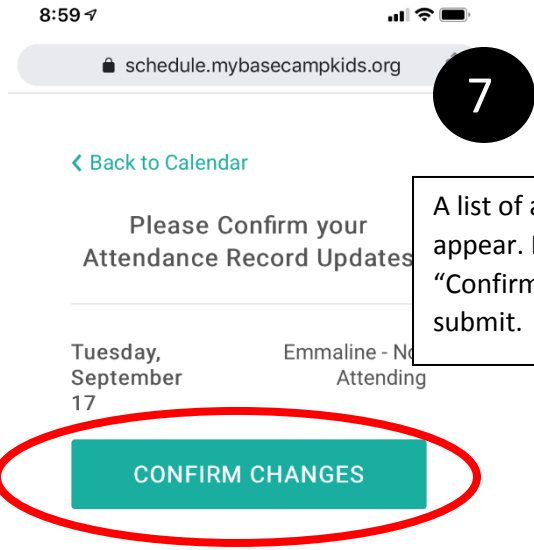 8:59
schedule.mybasecampkids.org
7
Back to Calendar
Please Confirm your
Attendance Record Updates
A list of
appear.
“Confirm
submit.
Tuesday,
September
17
Emmaline - No
Attending
CONFIRM CHANGES